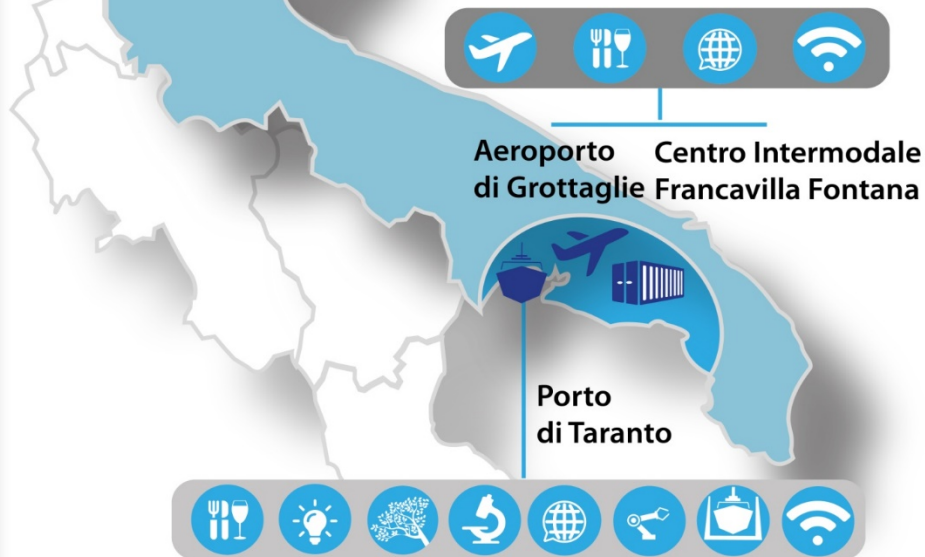 Aeroporto
di Grottaglie
Centro Intermodale
Francavilla Fontana
Porto
di Taranto